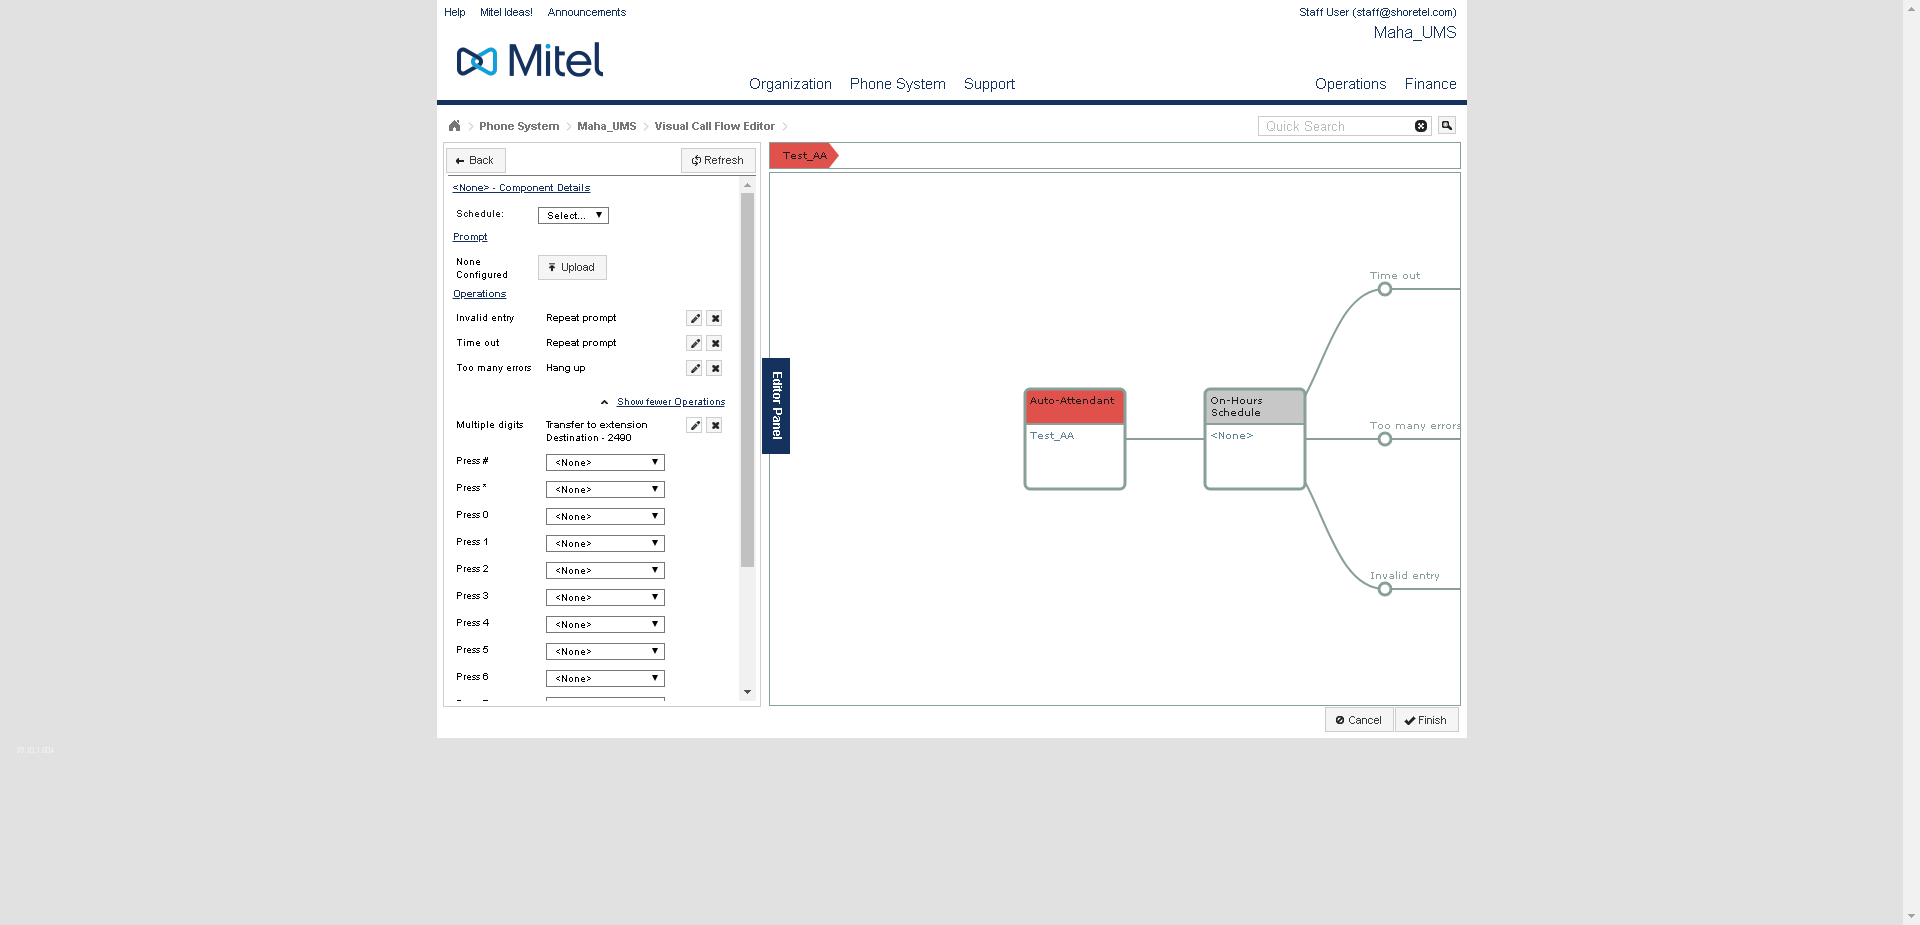 Help Mitel Ideas! Announcements
Staff User (staff@shoretel.com)
Maha_UMS
Mitel
Organization Phone System Support Operations Finance
Phone System Maha_UMS Visual Call Flow Editor
Quick Search
Back Refresh
<None> - Component Details
Schedule: Select...
Prompt
None
Configured
Upload
Operations
Invalid entry Repeat prompt
Time out Repeat prompt
Too many errors Hang up
Show fewer Operations
Multiple digits Transfer to extension
Destination - 2490
Press # <None>
Press * <None>
Press 0 <None>
Press 1 <None>
Press 2 <None>
Press 3 <None>
Press 4 <None>
Press 5 <None>
Press 6 <None>
Editor Panel
Test_AA
Auto-Attendant
Test_AA
On-Hours
Schedule
<None>
Time out
Too many errors
Invalid entry
Cancel Finish